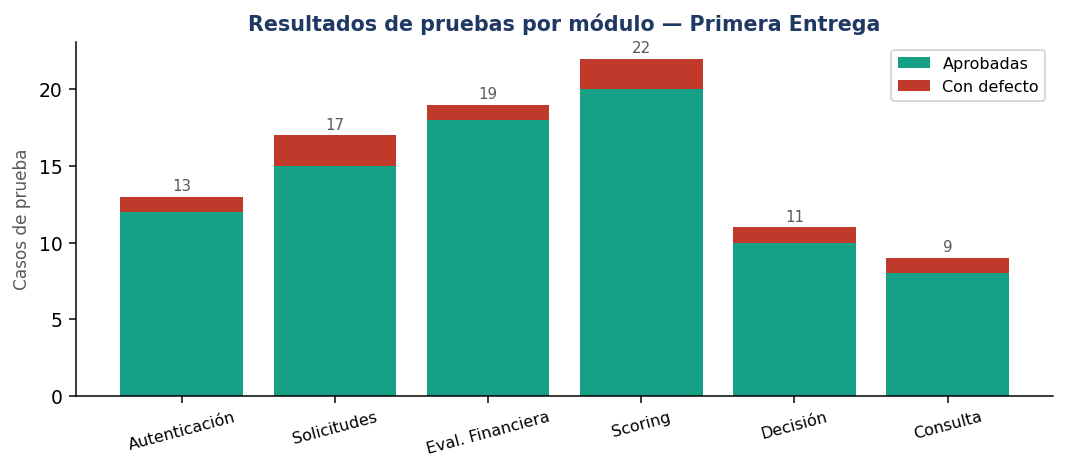 Resultados de pruebas por módulo — Primera Entrega
Aprobadas
Con defecto
Casos de prueba
20
15
10
5
0
13
17
19
22
11
9
Autenticación
Solicitudes
Eval. Financiera
Scoring
Decisión
Consulta